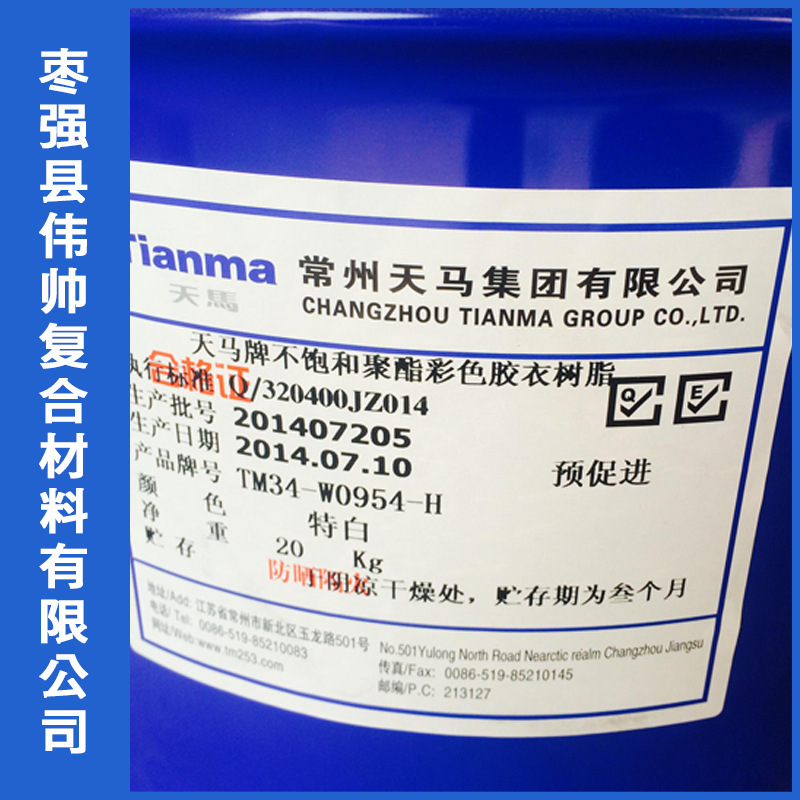 枣强县伟帅复合材料有限公司
Tianma
天馬
常州天马集团有限公司
CHANGZHOU TIANMA GROUP CO.,LTD.
天马牌不饱和聚酯彩色胶衣树脂
合格证
执行标准 Q/320400JZ014
Q E
生产批号 201407205
生产日期 2014.07.10
产品牌号 TM34-W0954-H
预促进
颜 色 特白
净 重 20 Kg
贮 存 防晒 于阴凉干燥处，贮存期为叁个月
地址/Add: 江苏省常州市新北区玉龙路501号
No.501Yulong North Road Nearctic realm Changzhou Jiangsu
电话/Tel: 0086-519-85210083
传真/Fax: 0086-519-85210145
网址/Web:www.tm253.com
邮编/P.C: 213127